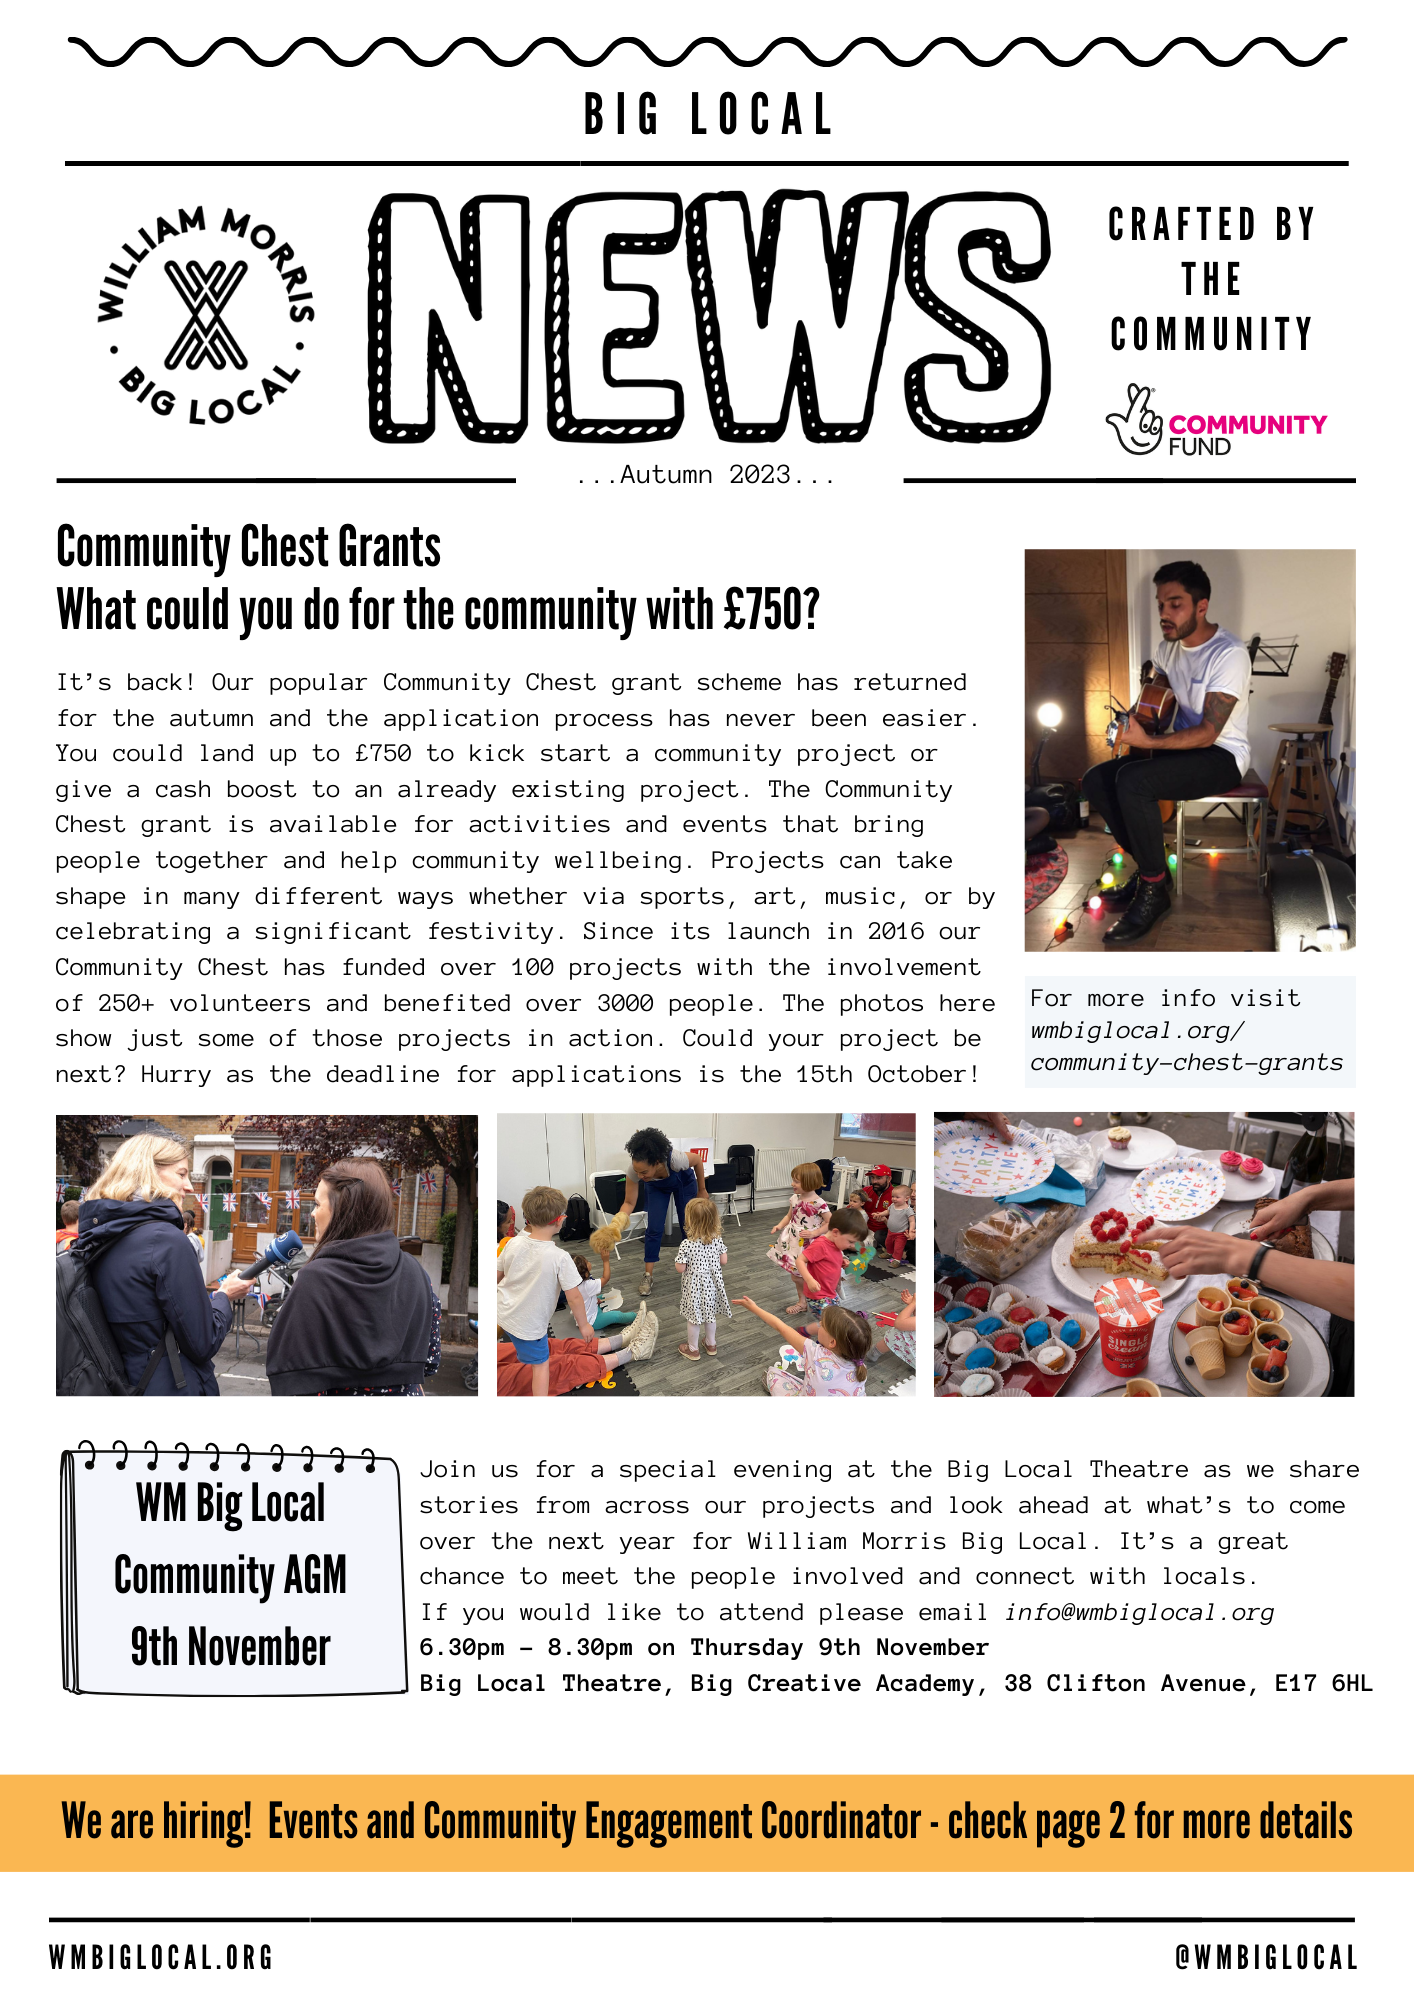 BIG LOCAL
WILLIAM MORRIS
• BIG LOCAL •
NEWS
CRAFTED BY
THE
COMMUNITY
COMMUNITY
FUND
...Autumn 2023...
Community Chest Grants
What could you do for the community with £750?
It’s back! Our popular Community Chest grant scheme has returned
for the autumn and the application process has never been easier.
You could land up to £750 to kick start a community project or
give a cash boost to an already existing project. The Community
Chest grant is available for activities and events that bring
people together and help community wellbeing. Projects can take
shape in many different ways whether via sports, art, music, or by
celebrating a significant festivity. Since its launch in 2016 our
Community Chest has funded over 100 projects with the involvement
of 250+ volunteers and benefited over 3000 people. The photos here
show just some of those projects in action. Could your project be
next? Hurry as the deadline for applications is the 15th October!
For more info visit
wmbiglocal.org/
community-chest-grants
IT'S
PARTY
TIME
IT'S
PARTY
TIME
SINGLE
cream
WM Big Local
Community AGM
9th November
Join us for a special evening at the Big Local Theatre as we share
stories from across our projects and look ahead at what’s to come
over the next year for William Morris Big Local. It’s a great
chance to meet the people involved and connect with locals.
If you would like to attend please email info@wmbiglocal.org
6.30pm - 8.30pm on Thursday 9th November
Big Local Theatre, Big Creative Academy, 38 Clifton Avenue, E17 6HL
We are hiring! Events and Community Engagement Coordinator - check page 2 for more details
WMBIGLOCAL.ORG
@WMBIGLOCAL